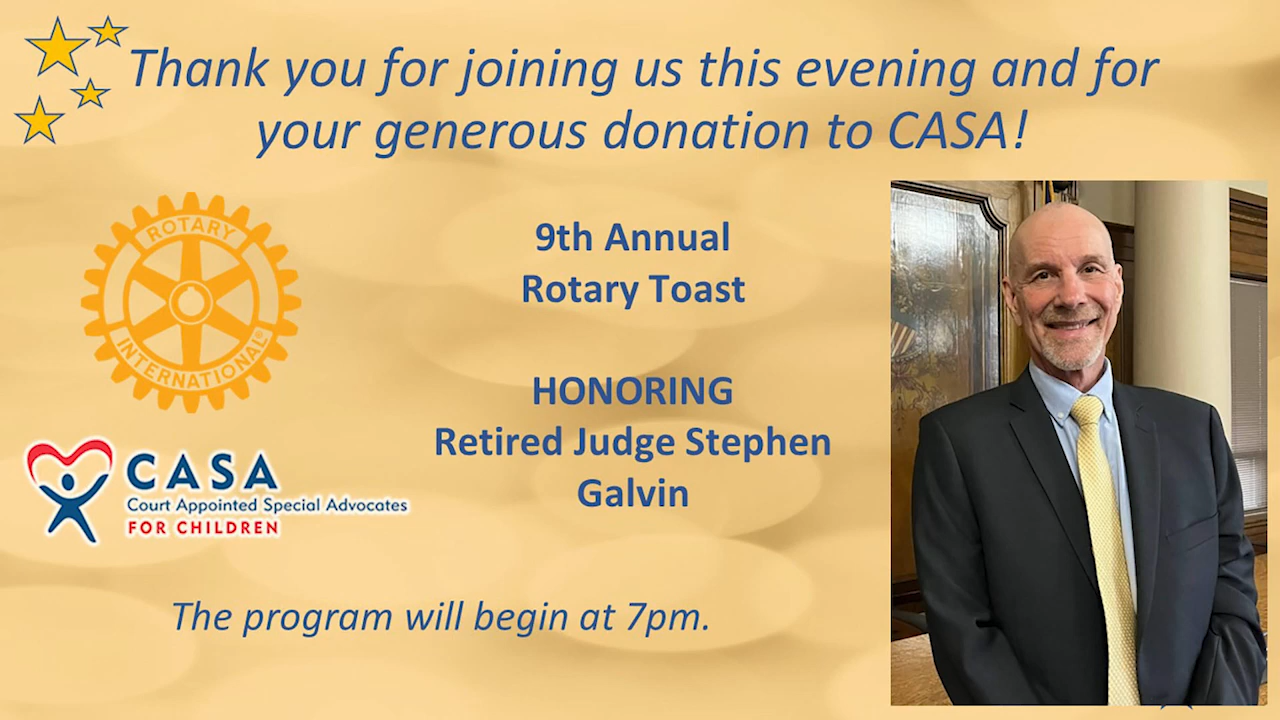 Thank you for joining us this evening and for
your generous donation to CASA!
ROTARY
INTERNATIONAL®
9th Annual
Rotary Toast
HONORING
Retired Judge Stephen
Galvin
CASA
Court Appointed Special Advocates
FOR CHILDREN
The program will begin at 7pm.